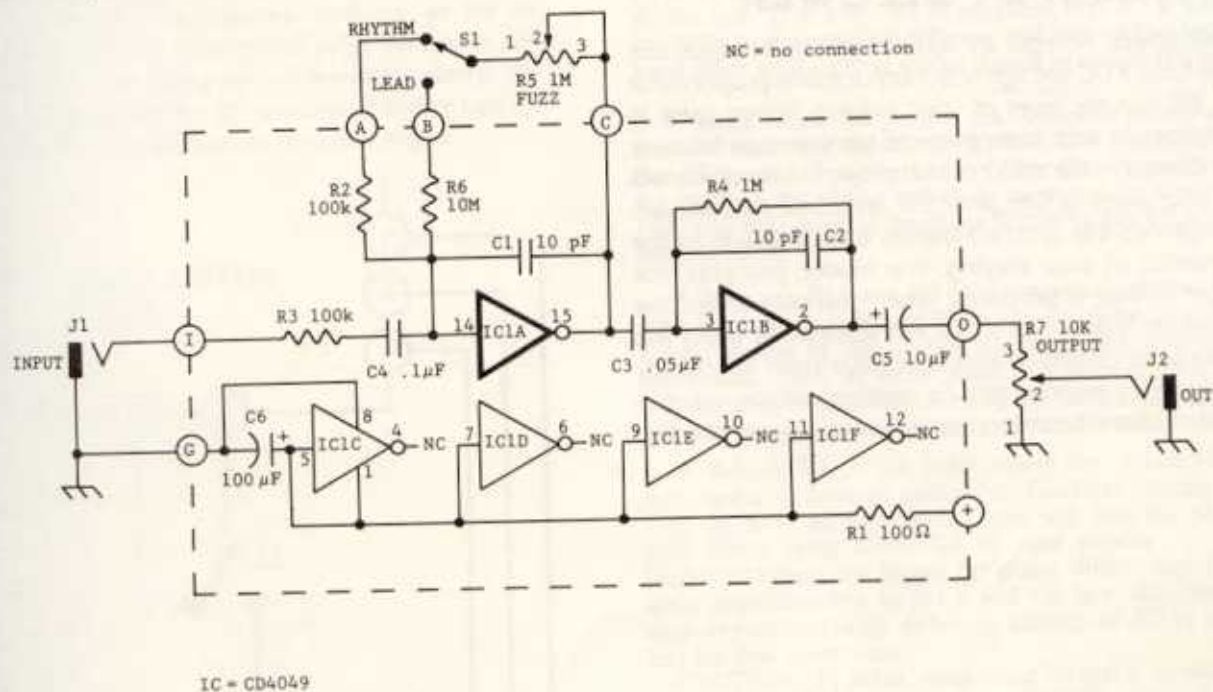 RHYTHM
S1
1
2
3
R5 1M
FUZZ
NC = no connection
LEAD
A
B
C
R2
100k
R6
10M
C1 10 pF
R4 1M
10 pF C2
J1
INPUT
I
R3 100k
C4 .1μF
14
IC1A
15
C3 .05μF
3
IC1B
2
+
C5 10μF
O
R7 10K
OUTPUT
3
2
1
J2
OUT
G
C6
100 μF
+
5
IC1C
8
4
NC
1
7
IC1D
6
NC
9
IC1E
10
NC
11
IC1F
12
NC
R1 100Ω
+
IC = CD4049